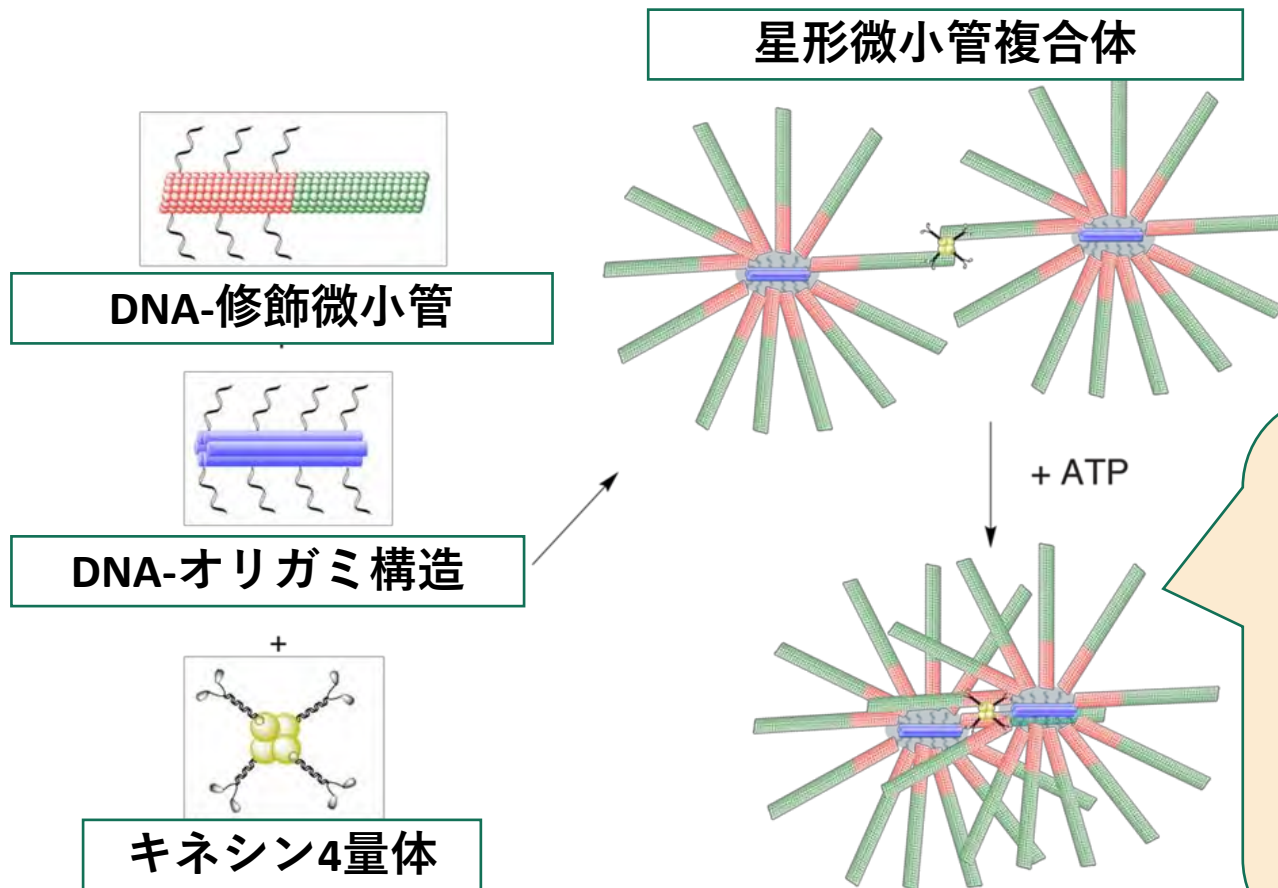 星形微小管複合体
DNA-修飾微小管
+
DNA-オリガミ構造
+
キネシン4量体
+ ATP